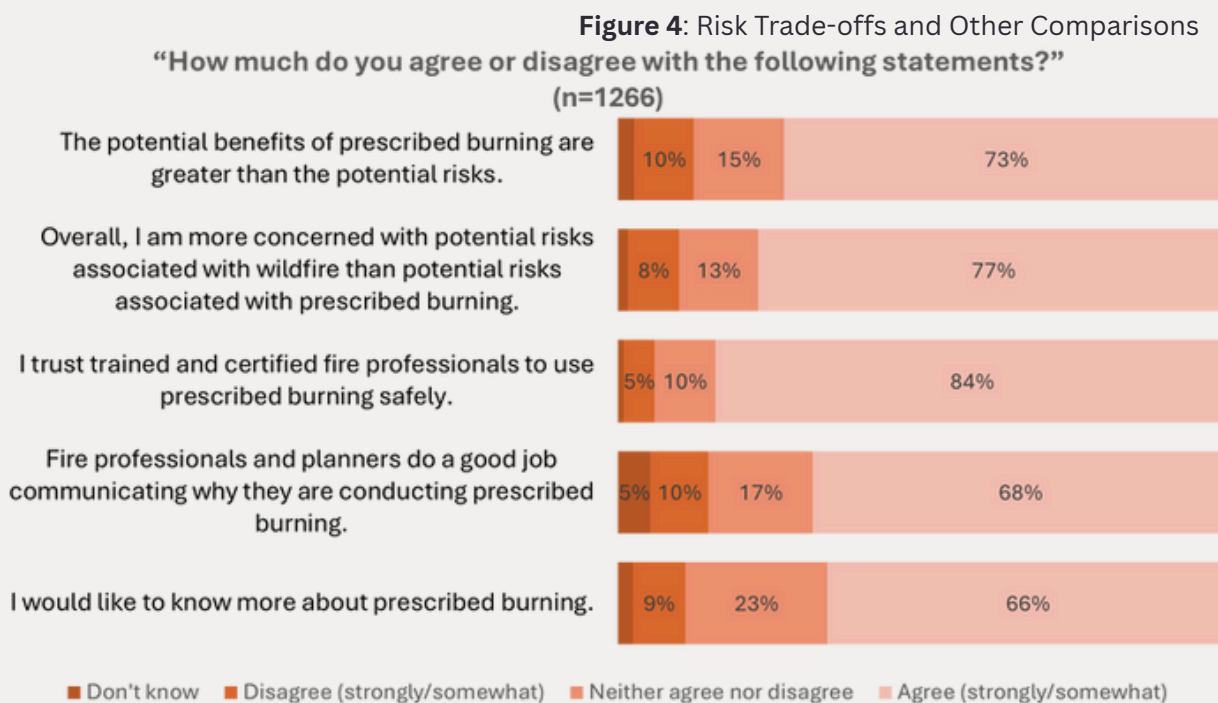 Figure 4: Risk Trade-offs and Other Comparisons
“How much do you agree or disagree with the following statements?”
(n=1266)
The potential benefits of prescribed burning are
greater than the potential risks.
10% 15% 73%
Overall, I am more concerned with potential risks
associated with wildfire than potential risks
associated with prescribed burning.
8% 13% 77%
I trust trained and certified fire professionals to use
prescribed burning safely.
5% 10% 84%
Fire professionals and planners do a good job
communicating why they are conducting prescribed
burning.
5% 10% 17% 68%
I would like to know more about prescribed burning.
9% 23% 66%
Don't know Disagree (strongly/somewhat) Neither agree nor disagree Agree (strongly/somewhat)